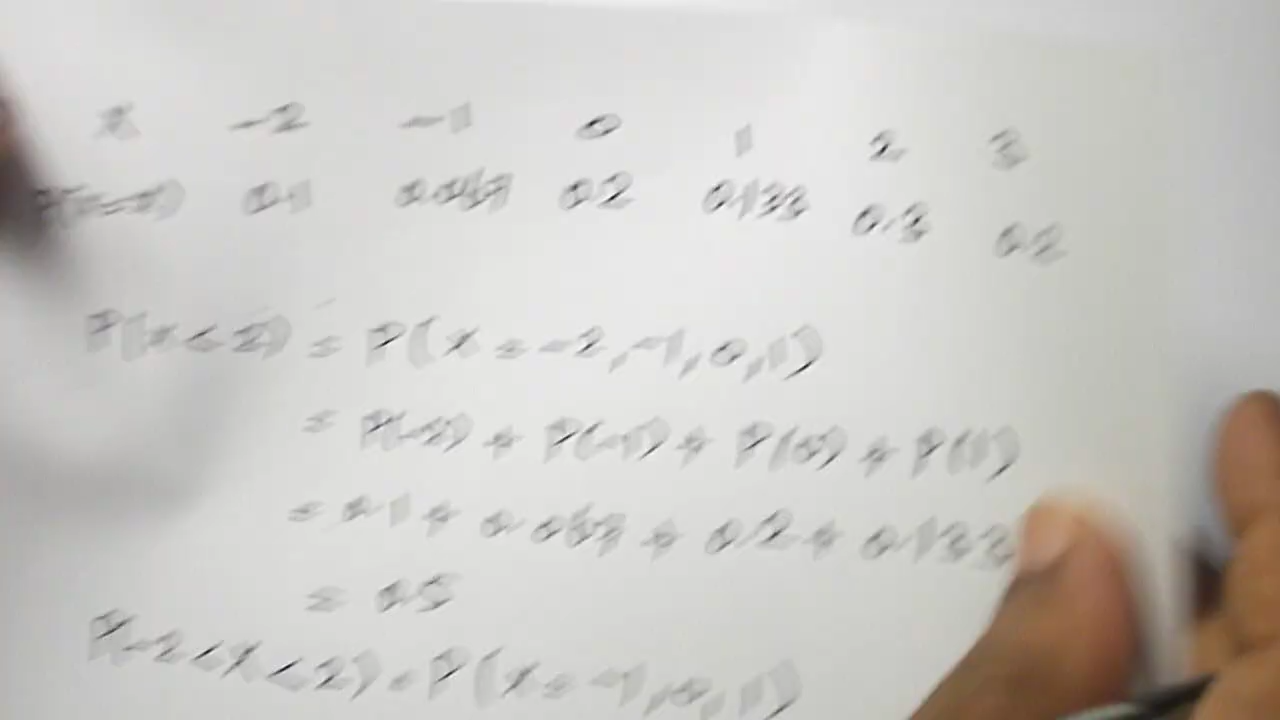 x -2 -1 0 1 2 3
P(x=x) 0.1 0.067 0.2 0.133 0.3 0.2
P(x<2) = P(x = -2, -1, 0, 1)
= P(-2) + P(-1) + P(0) + P(1)
= 0.1 + 0.067 + 0.2 + 0.133
= 0.5
P(-2<x<2) = P(x = -1, 0, 1)